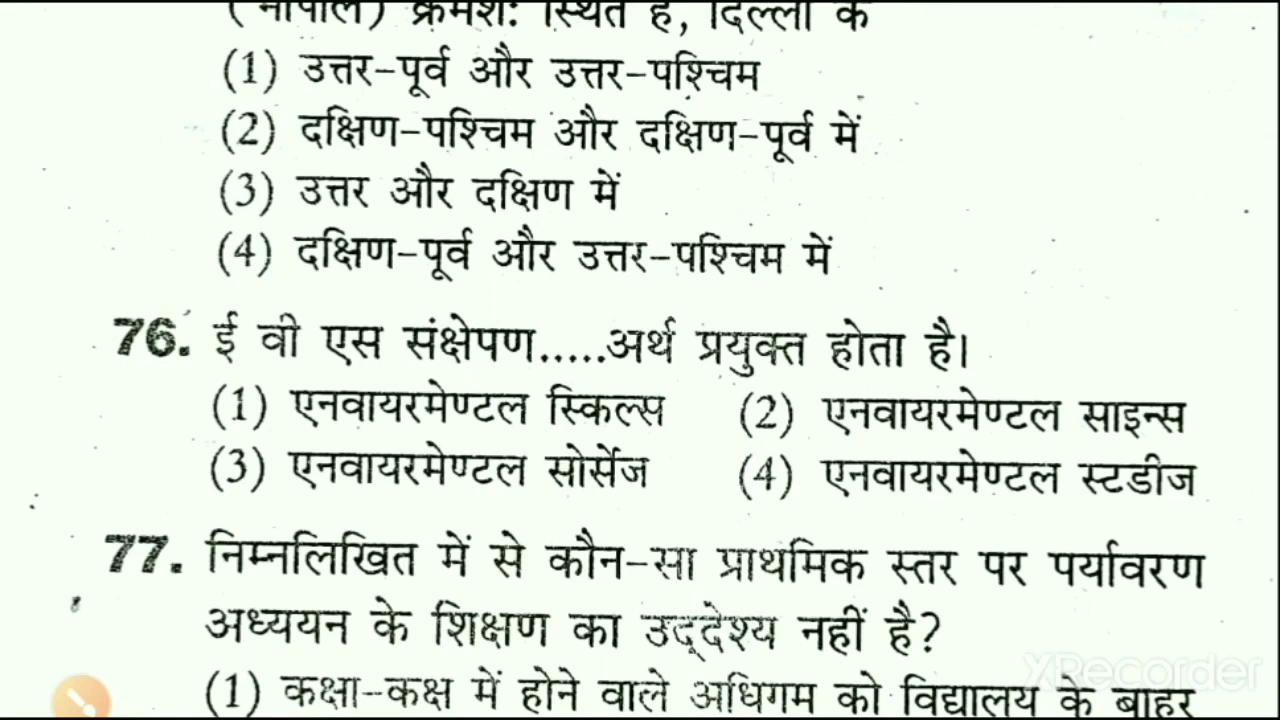 (भोपाल) क्रमश: स्थित है, दिल्ली के
(1) उत्तर-पूर्व और उत्तर-पश्चिम
(2) दक्षिण-पश्चिम और दक्षिण-पूर्व में
(3) उत्तर और दक्षिण में
(4) दक्षिण-पूर्व और उत्तर-पश्चिम में
76. ई वी एस संक्षेपण.....अर्थ प्रयुक्त होता है।
(1) एनवायरमेण्टल स्किल्स (2) एनवायरमेण्टल साइन्स
(3) एनवायरमेण्टल सोर्सेज (4) एनवायरमेण्टल स्टडीज
77. निम्नलिखित में से कौन-सा प्राथमिक स्तर पर पर्यावरण
अध्ययन के शिक्षण का उद्देश्य नहीं है?
XRecorder
(1) कक्षा-कक्ष में होने वाले अधिगम को विद्यालय के बाहर